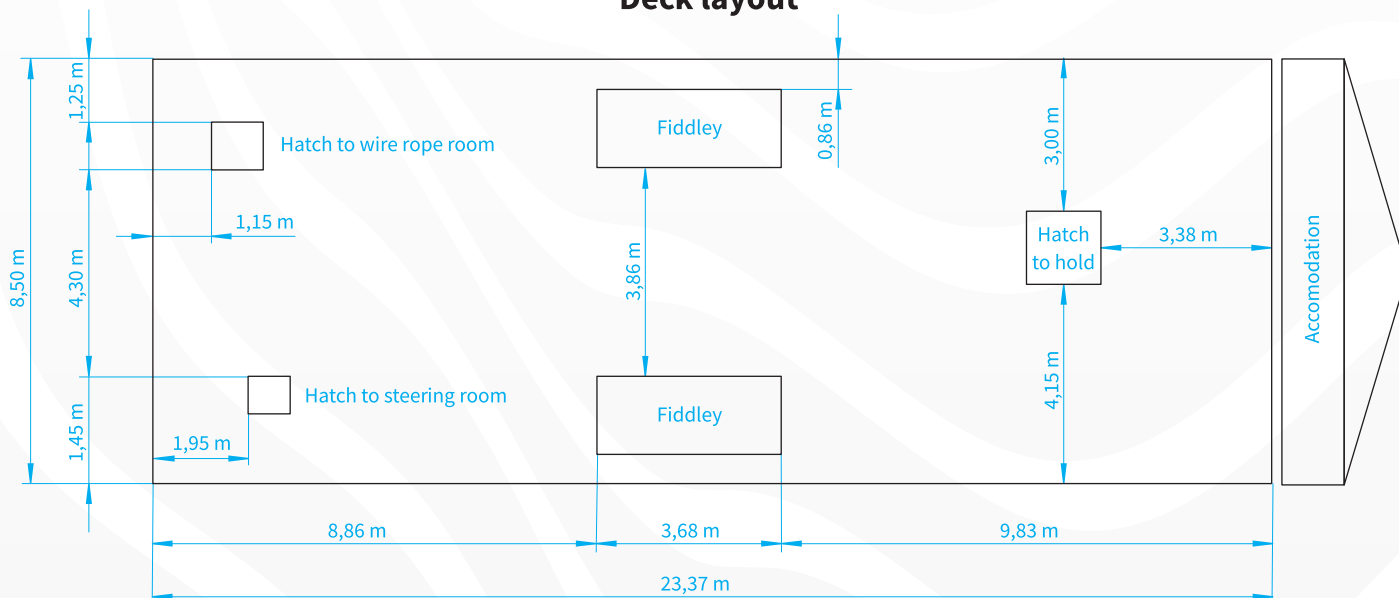 Deck layout
1,25 m
0,86 m
3,00 m
Fiddley
Hatch to wire rope room
1,15 m
Hatch
to hold
3,38 m
8,50 m
4,30 m
3,86 m
Accomodation
4,15 m
Hatch to steering room
Fiddley
1,45 m
1,95 m
8,86 m
3,68 m
9,83 m
23,37 m